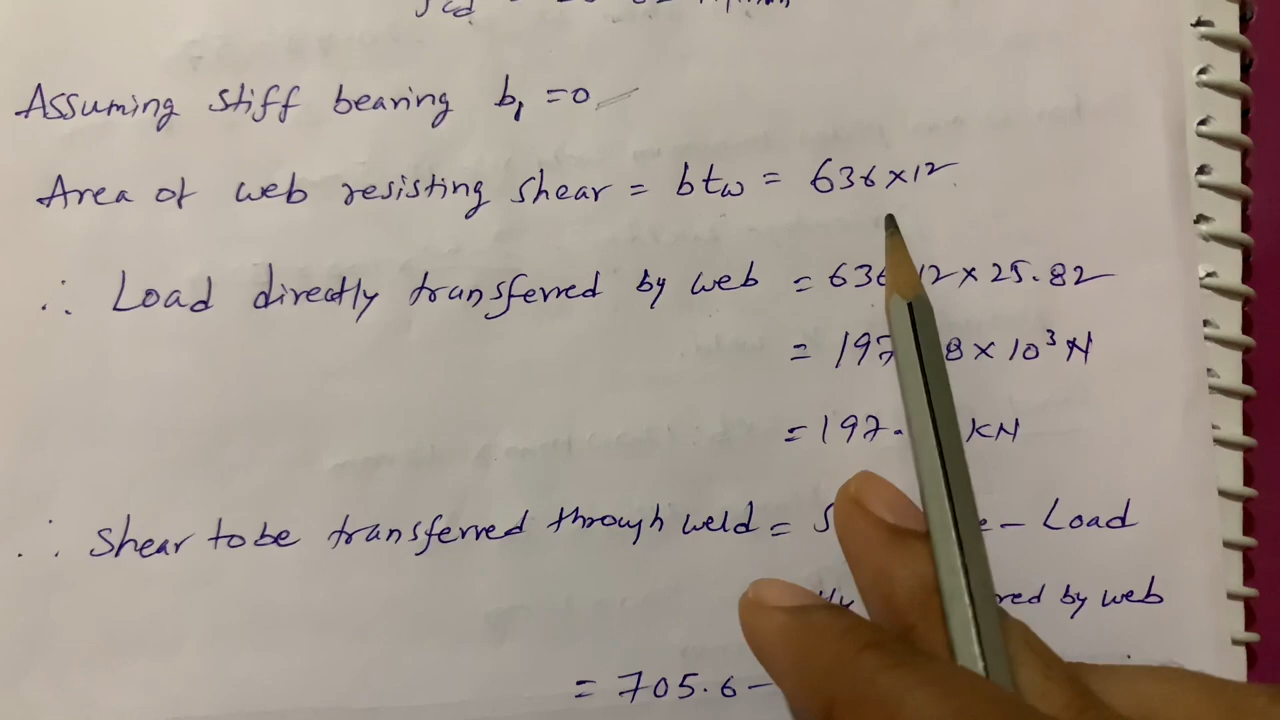 Assuming stiff bearing b₁ = 0
Area of web resisting shear = btw = 636×12
∴ Load directly transferred by web = 636 12 × 25.82
= 197 8 × 10³ N
= 197. KN
∴ Shear to be transferred through weld = S - Load
red by web
= 705.6 -